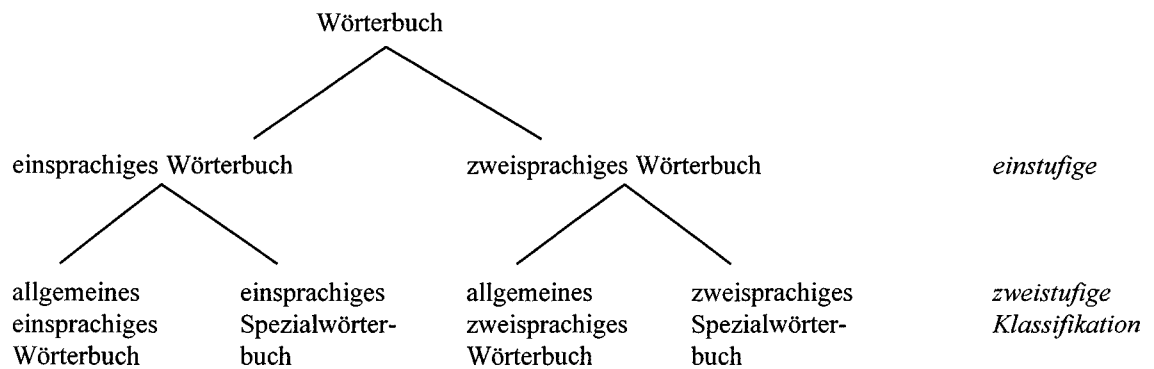 Wörterbuch
einsprachiges Wörterbuch zweisprachiges Wörterbuch einstufige
allgemeines einsprachiges allgemeines zweisprachiges zweistufige
einsprachiges Spezialwörter- zweisprachiges Spezialwörter- Klassifikation
Wörterbuch buch Wörterbuch buch